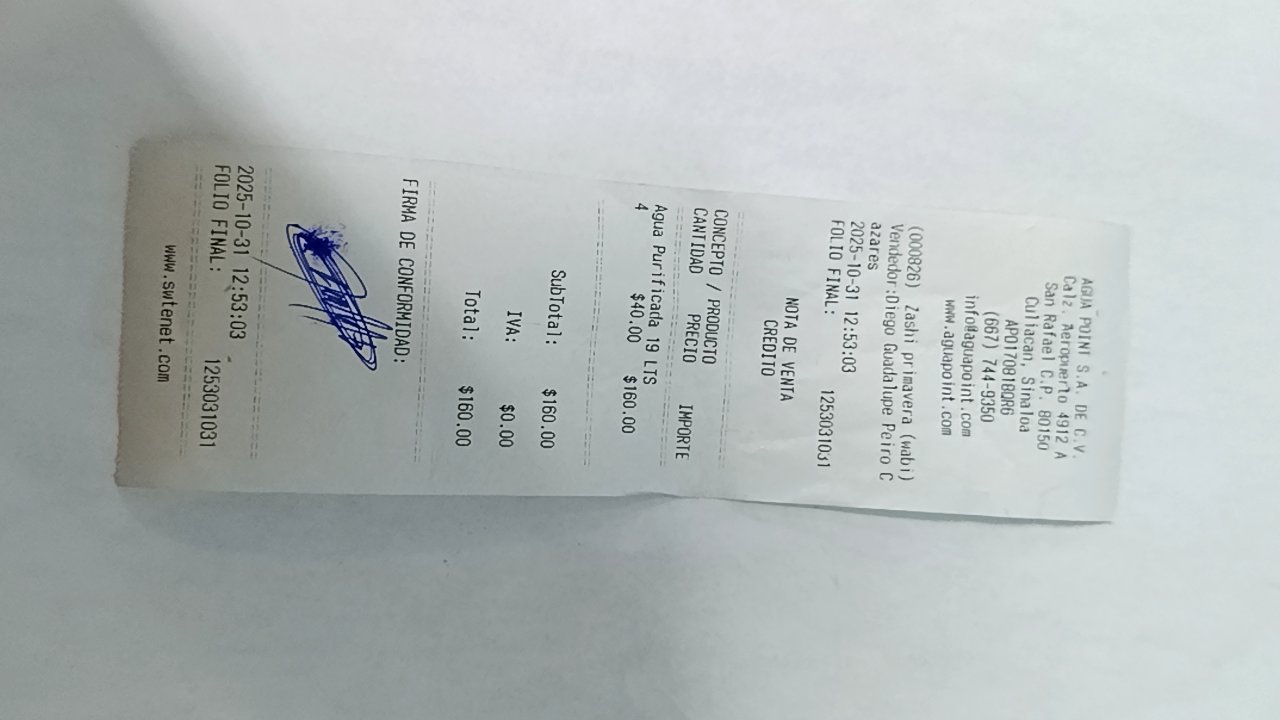 AGUA POINT S.A. DE C.V.
Calz. Aeropuerto 4912 A
San Rafael C.P. 80150
Culiacan, Sinaloa
APO170818QR6
(667) 744-9350
info@aguapoint.com
www.aguapoint.com
(000826) Zashi primavera (wabi)
Vendedor:Diego Guadalupe Peiro C
azares
2025-10-31 12:53:03
FOLIO FINAL: 1253031031
NOTA DE VENTA
CREDITO
CONCEPTO / PRODUCTO
CANTIDAD PRECIO IMPORTE
Agua Purificada 19 LTS
4 $40.00 $160.00
SubTotal: $160.00
IVA: $0.00
Total: $160.00
FIRMA DE CONFORMIDAD:
2025-10-31 12:53:03
FOLIO FINAL: 1253031031
www.swtenet.com